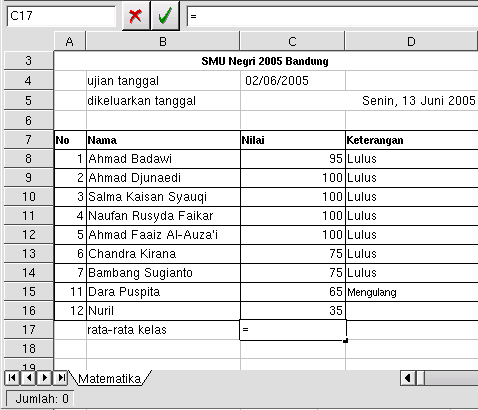 C17 =
A B C D
3 SMU Negri 2005 Bandung
4 ujian tanggal 02/06/2005
5 dikeluarkan tanggal Senin, 13 Juni 2005
6
7 No Nama Nilai Keterangan
8 1 Ahmad Badawi 95 Lulus
9 2 Ahmad Djunaedi 100 Lulus
10 3 Salma Kaisan Syauqi 100 Lulus
11 4 Naufan Rusyda Faikar 100 Lulus
12 5 Ahmad Faaiz Al-Auza'i 100 Lulus
13 6 Chandra Kirana 75 Lulus
14 7 Bambang Sugianto 75 Lulus
15 11 Dara Puspita 65 Mengulang
16 12 Nuril 35
17 rata-rata kelas =
18
19
Matematika
Jumlah: 0